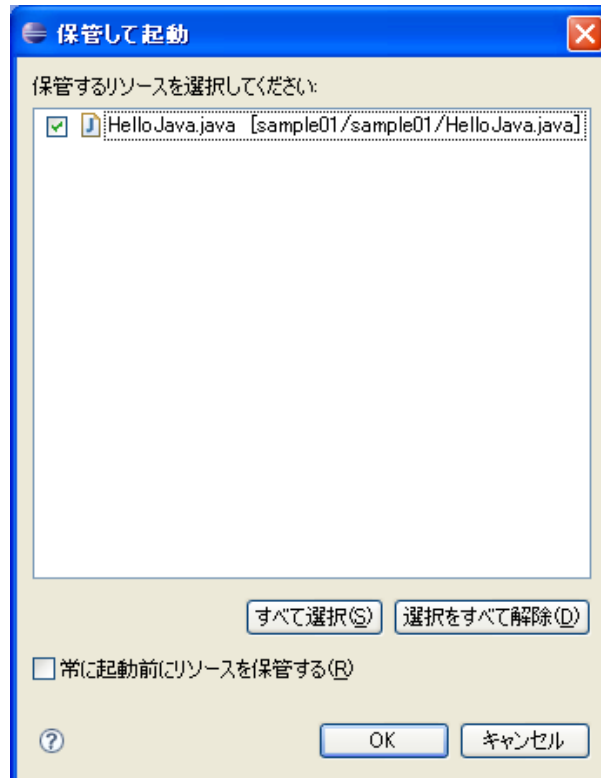 保管して起動
保管するリソースを選択してください:
HelloJava.java [sample01/sample01/HelloJava.java]
すべて選択(S) 選択をすべて解除(D)
常に起動前にリソースを保管する(R)
OK キャンセル